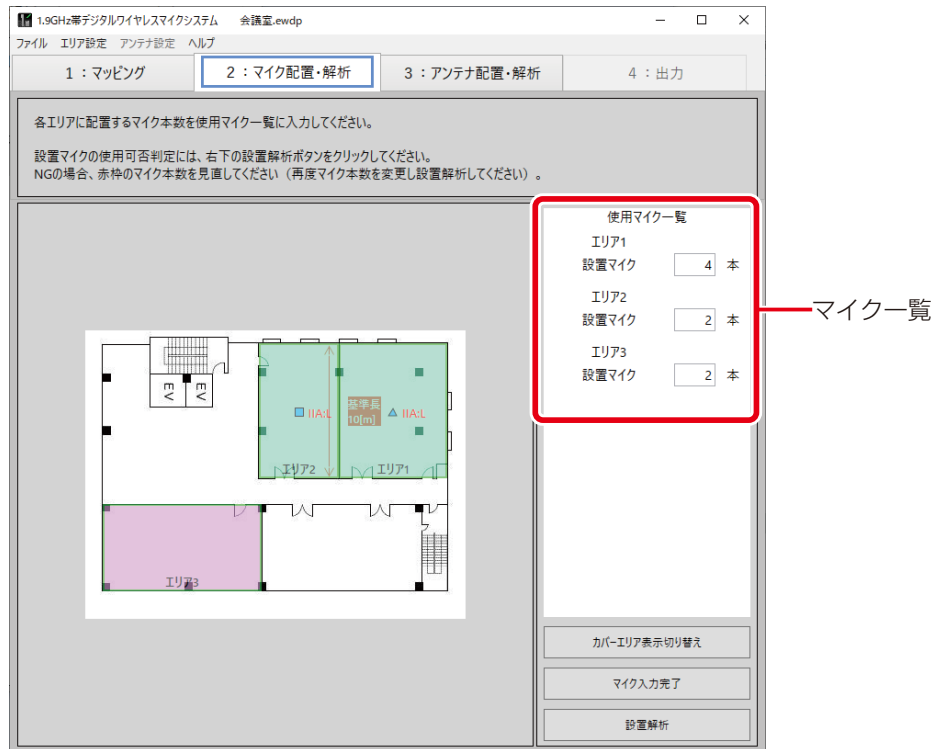 1.9GHz帯デジタルワイヤレスマイクシステム 会議室.ewdp
ファイル エリア設定 アンテナ設定 ヘルプ
1：マッピング 2：マイク配置・解析 3：アンテナ配置・解析 4：出力
各エリアに配置するマイク本数を使用マイク一覧に入力してください。
設置マイクの使用可否判定には、右下の設置解析ボタンをクリックしてください。
NGの場合、赤枠のマイク本数を見直してください（再度マイク本数を変更し設置解析してください）。
使用マイク一覧
エリア1
設置マイク 4 本
エリア2
設置マイク 2 本
エリア3
設置マイク 2 本
マイク一覧
EV
EV
IIA:L
基準長
10[m]
IIA:L
エリア2
エリア1
エリア3
カバーエリア表示切り替え
マイク入力完了
設置解析